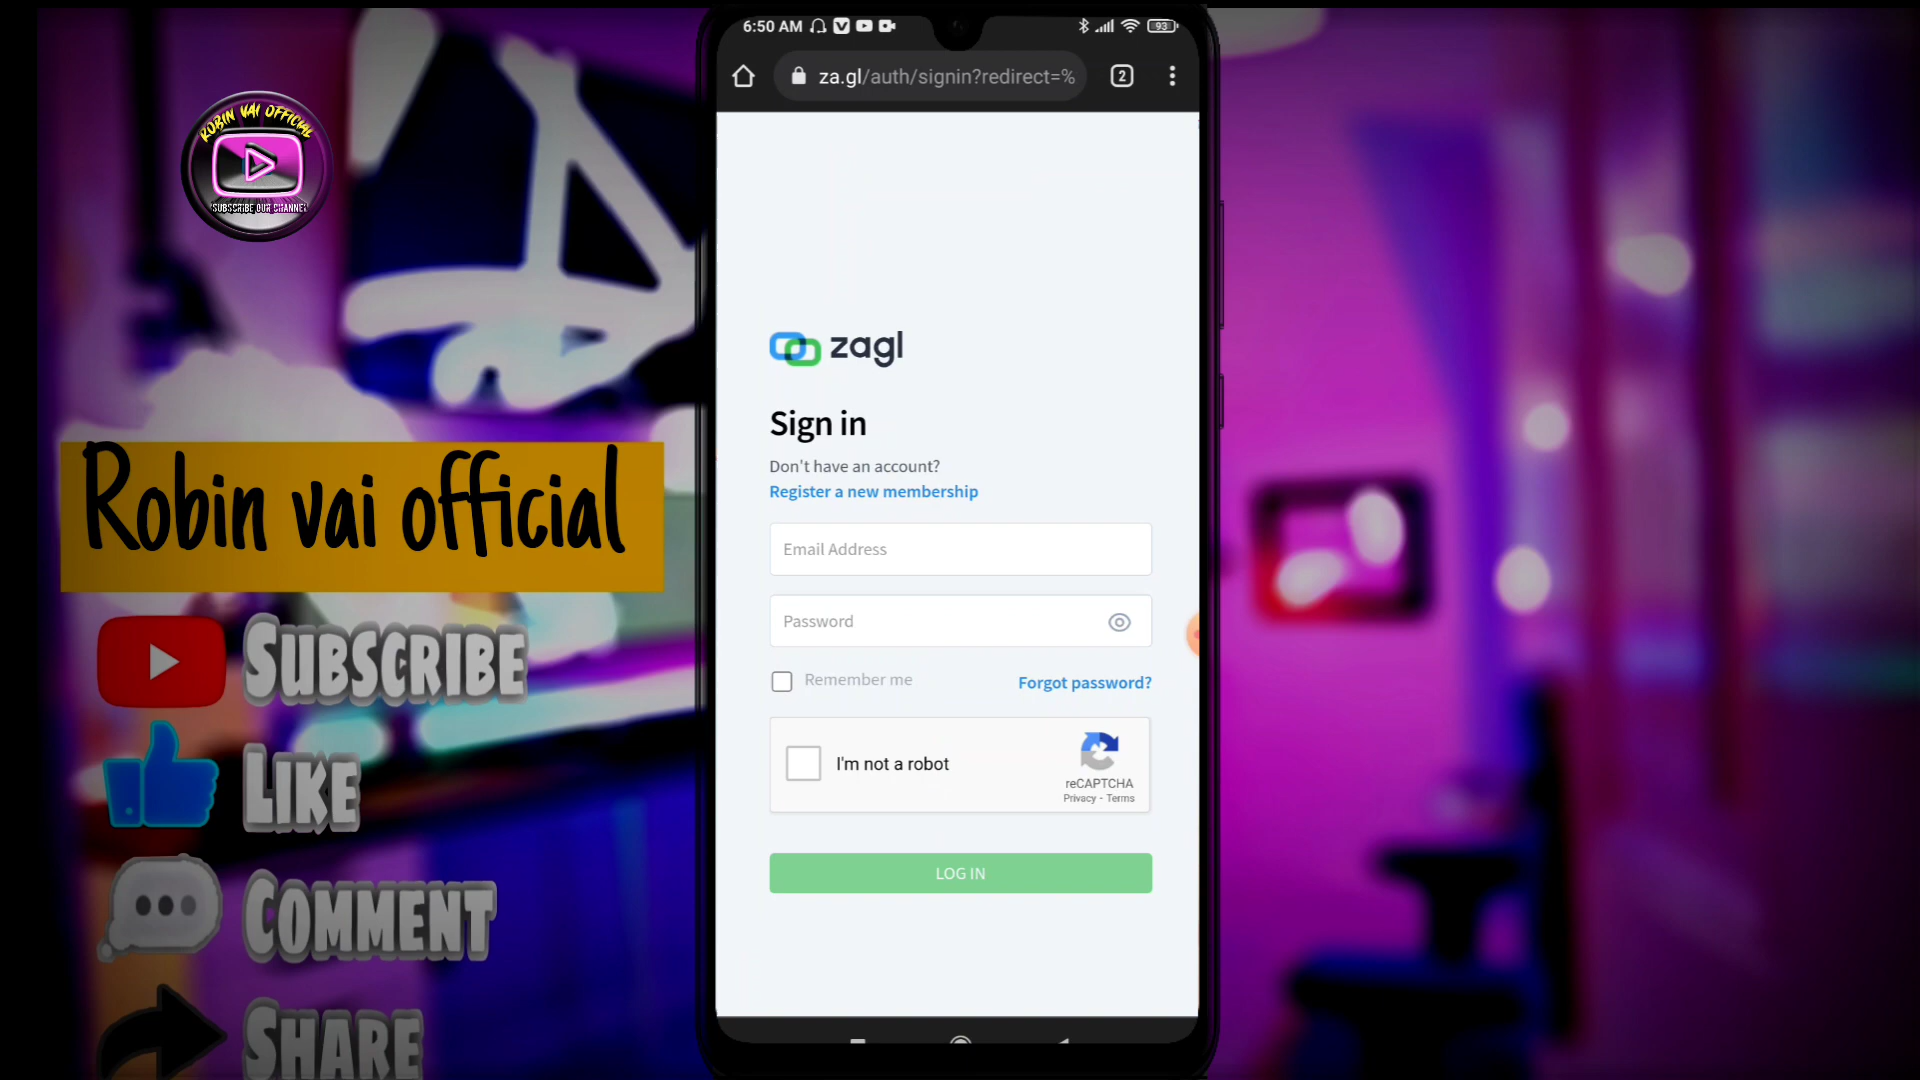 ROBIN VAI OFFICIAL
SUBSCRIBE OUR CHANNEL
Robin vai official
SUBSCRIBE
LIKE
COMMENT
SHARE
6:50 AM
93
za.gl/auth/signin?redirect=%
2
zagl
Sign in
Don't have an account?
Register a new membership
Email Address
Password
Remember me
Forgot password?
I'm not a robot
reCAPTCHA
Privacy - Terms
LOG IN